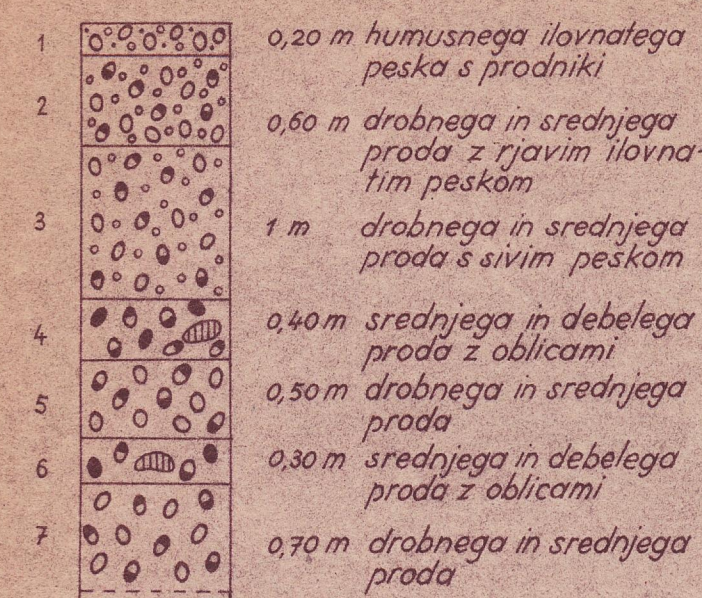 1 0,20 m humusnega ilovnatega
peska s prodniki
2 0,60 m drobnega in srednjega
proda z rjavim ilovna-
tim peskom
3 1 m drobnega in srednjega
proda s sivim peskom
4 0,40 m srednjega in debelega
proda z oblicami
5 0,50 m drobnega in srednjega
proda
6 0,30 m srednjega in debelega
proda z oblicami
7 0,70 m drobnega in srednjega
proda